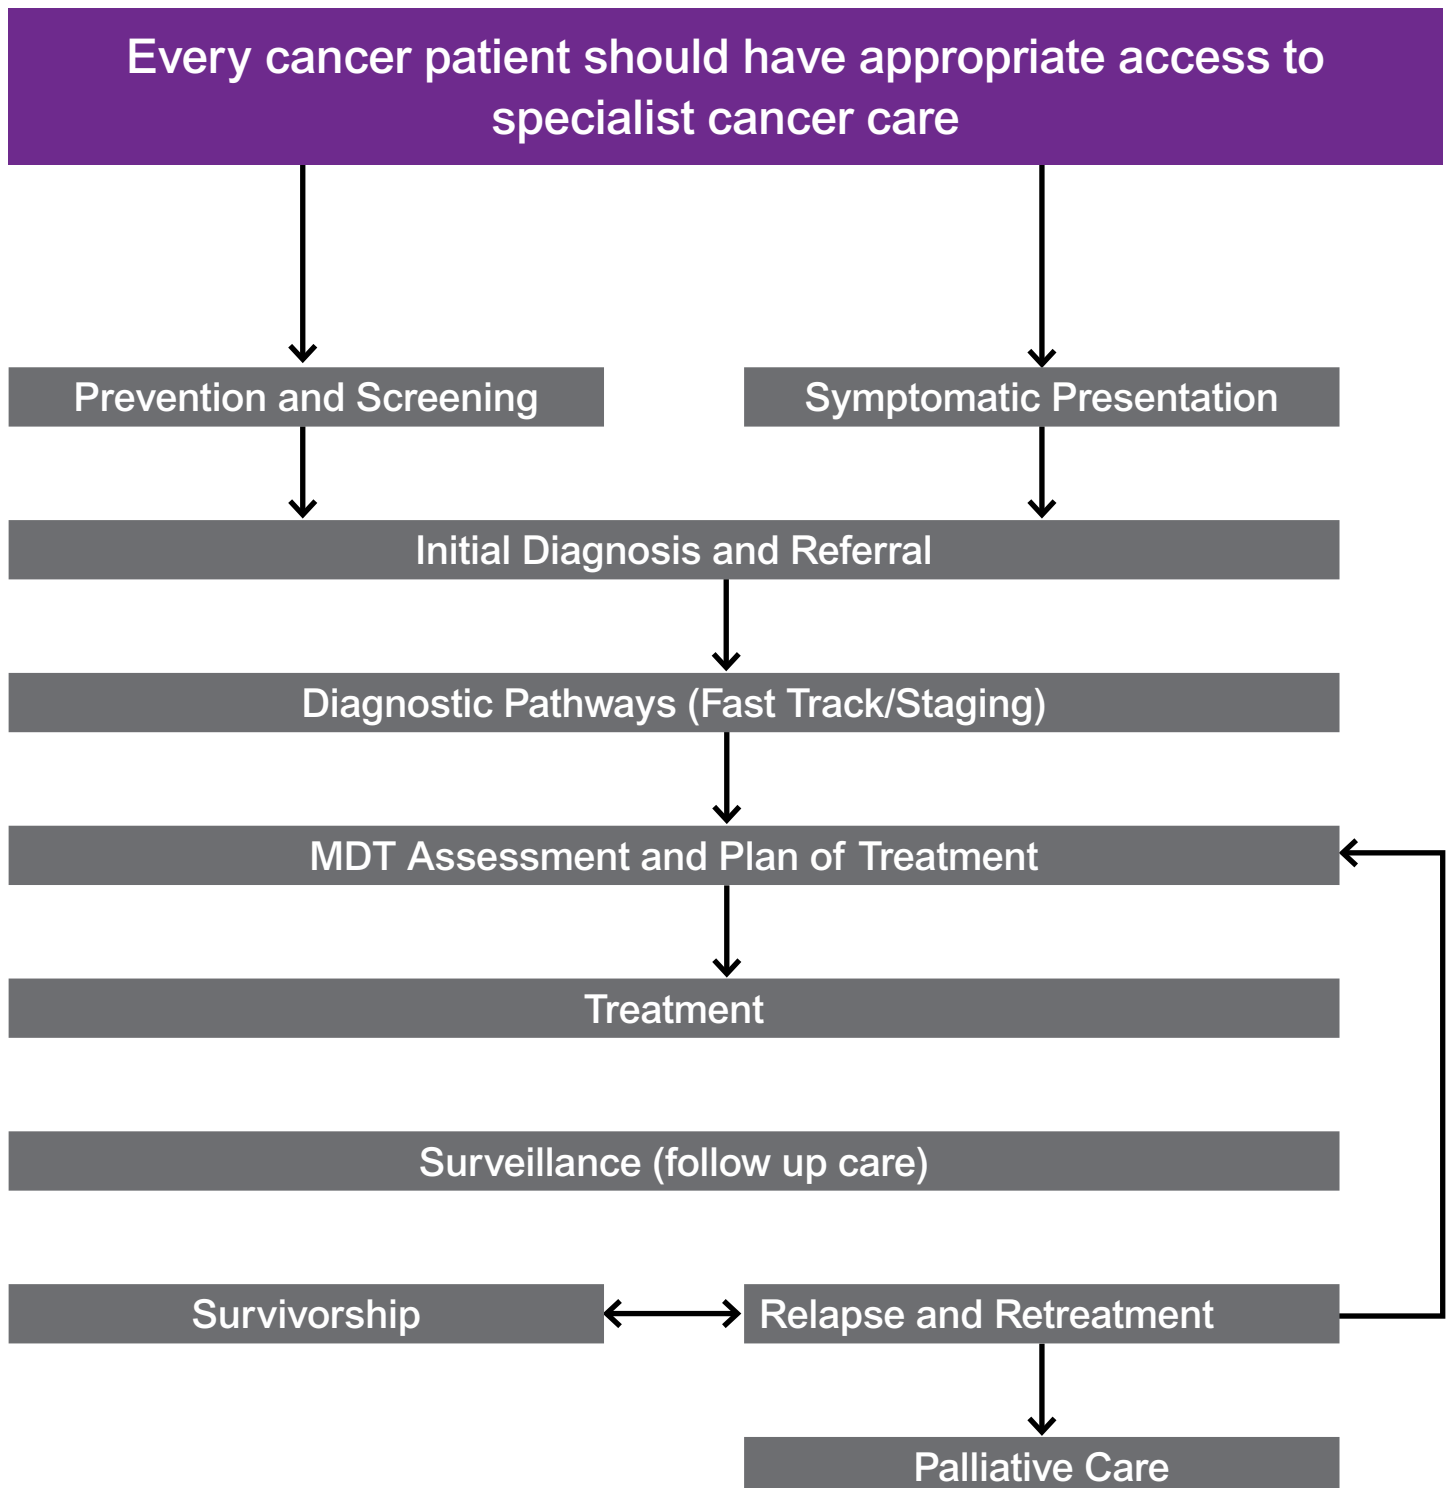 Every cancer patient should have appropriate access to
specialist cancer care
Prevention and Screening
Symptomatic Presentation
Initial Diagnosis and Referral
Diagnostic Pathways (Fast Track/Staging)
MDT Assessment and Plan of Treatment
Treatment
Surveillance (follow up care)
Survivorship
Relapse and Retreatment
Palliative Care